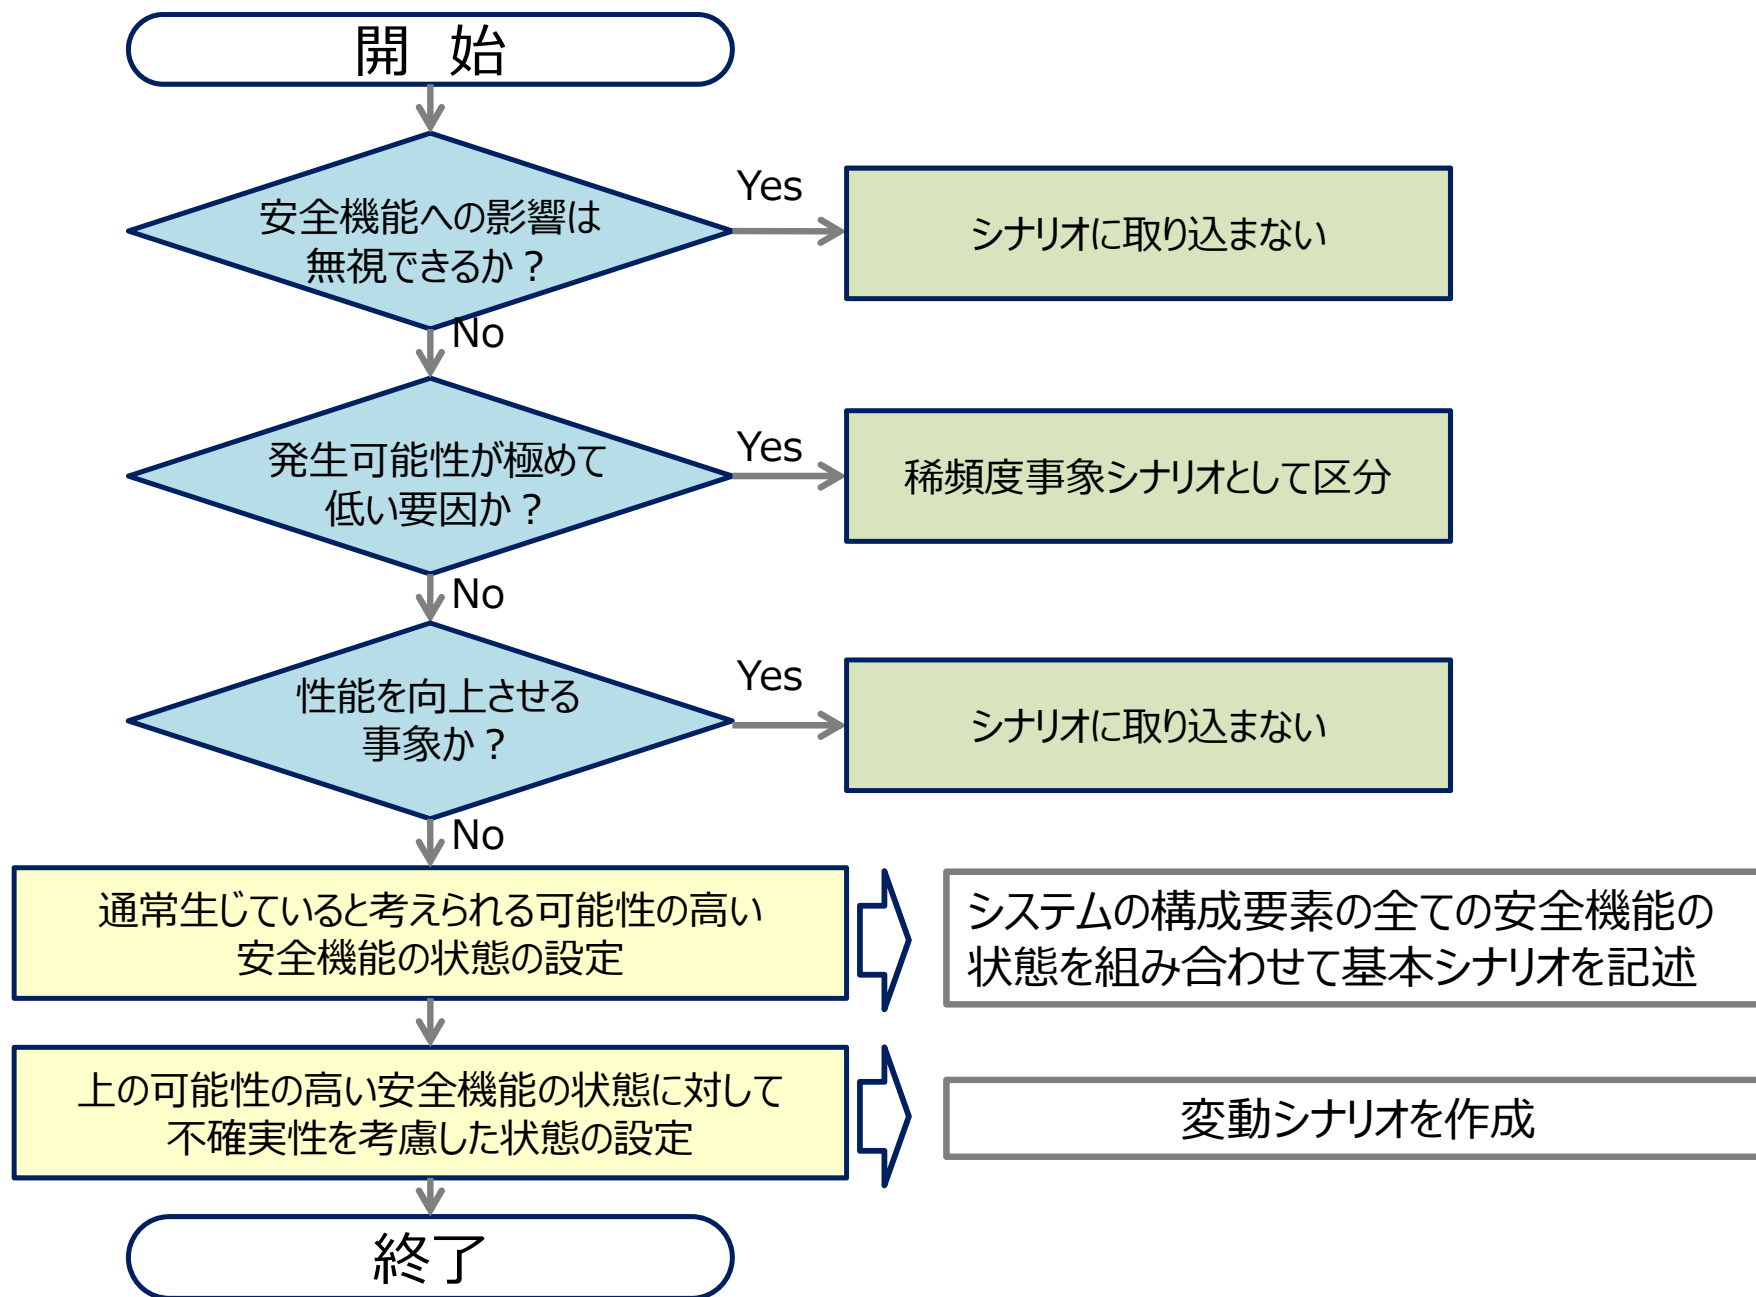 開 始
安全機能への影響は
無視できるか？
Yes
シナリオに取り込まない
No
発生可能性が極めて
低い要因か？
Yes
稀頻度事象シナリオとして区分
No
性能を向上させる
事象か？
Yes
シナリオに取り込まない
No
通常生じていると考えられる可能性の高い
安全機能の状態の設定
システムの構成要素の全ての安全機能の
状態を組み合わせて基本シナリオを記述
上の可能性の高い安全機能の状態に対して
不確実性を考慮した状態の設定
変動シナリオを作成
終了